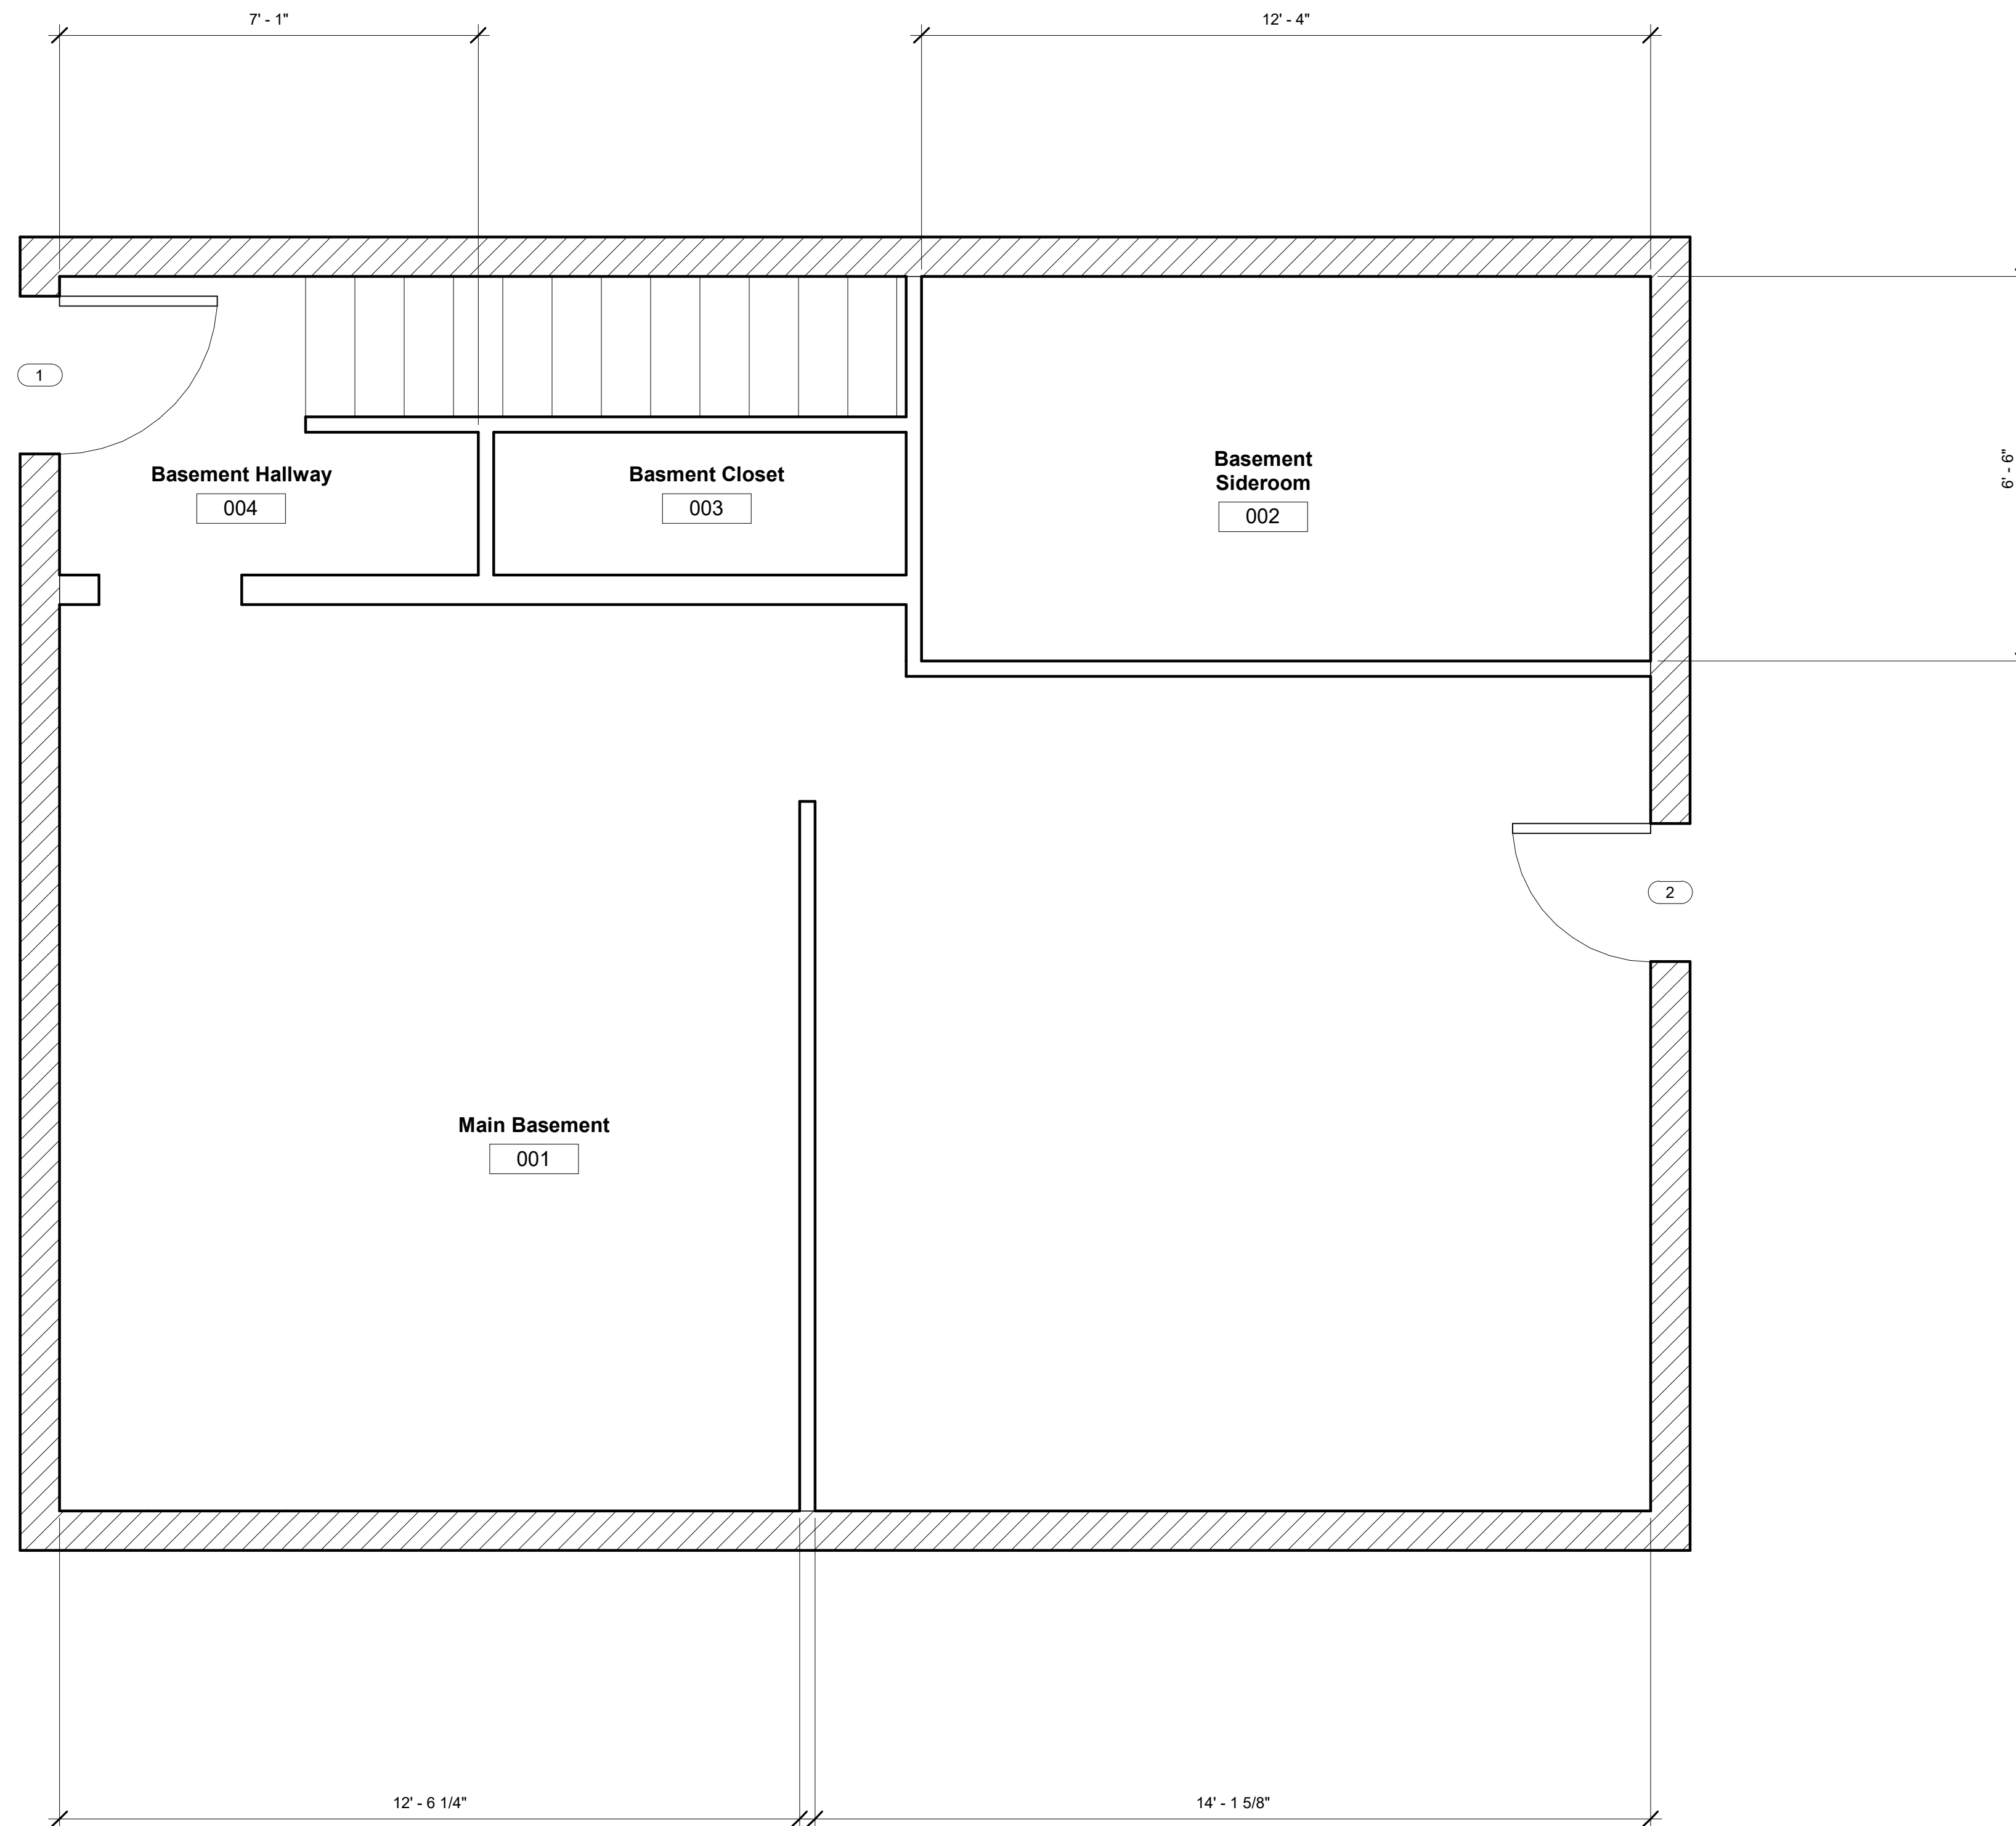 7' - 1"
12' - 4"
1
Basement Hallway
004
Basment Closet
003
Basement
Sideroom
002
6' - 6"
2
Main Basement
001
12' - 6 1/4"
14' - 1 5/8"